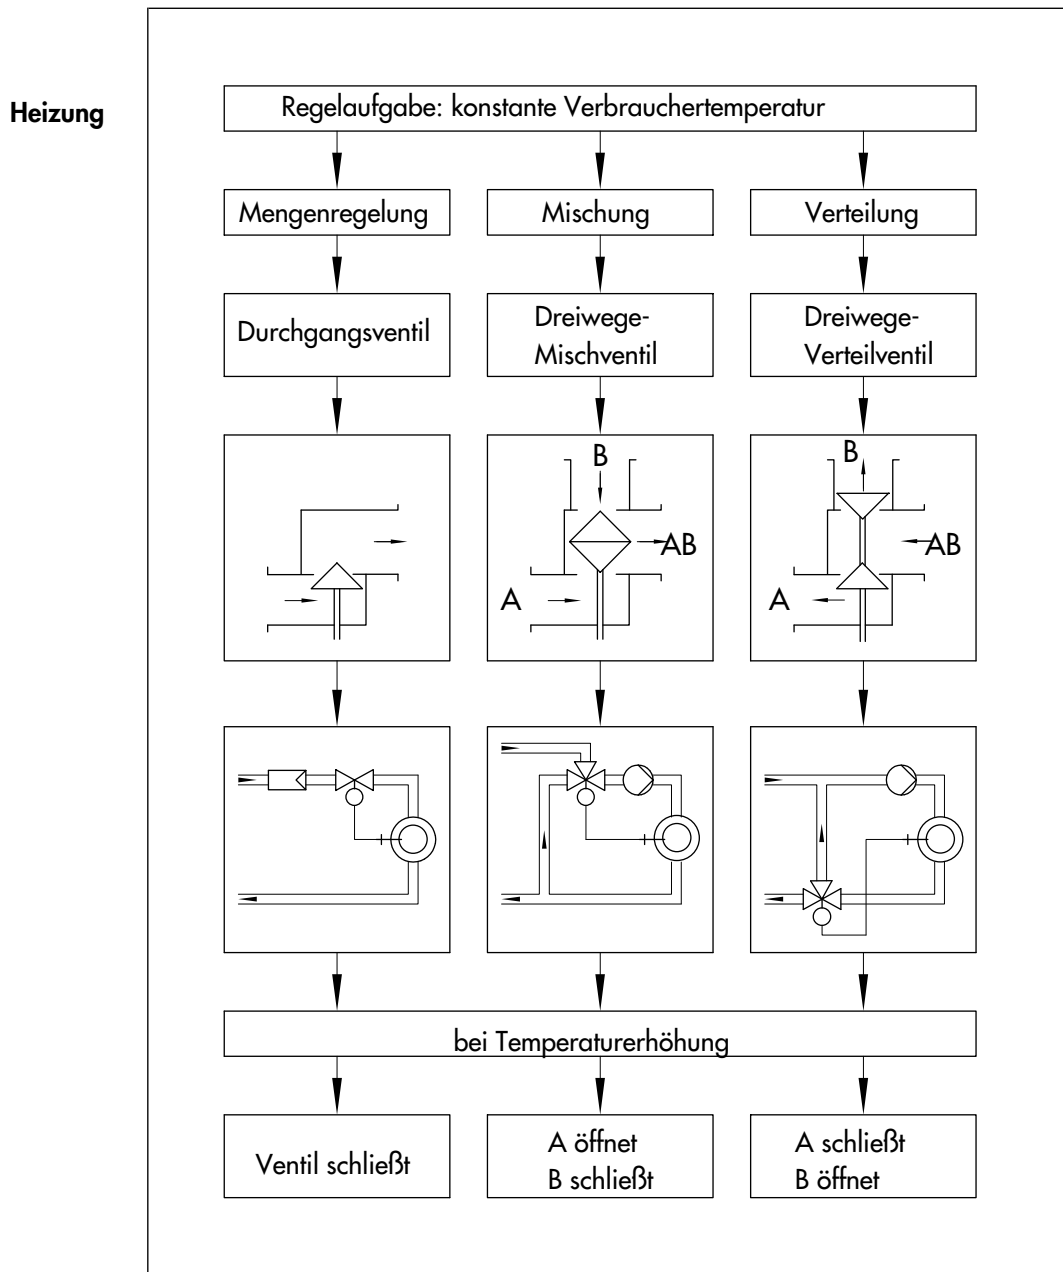 Heizung
Regelaufgabe: konstante Verbrauchertemperatur
Mengenregelung
Mischung
Verteilung
Durchgangsventil
Dreiwege-
Mischventil
Dreiwege-
Verteilventil
B
AB
A
B
AB
A
bei Temperaturerhöhung
Ventil schließt
A öffnet
B schließt
A schließt
B öffnet